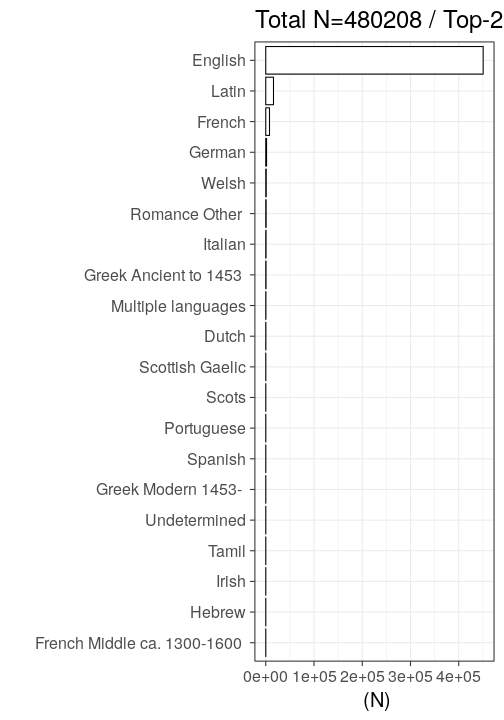 Total N=480208 / Top-2
English
Latin
French
German
Welsh
Romance Other
Italian
Greek Ancient to 1453
Multiple languages
Dutch
Scottish Gaelic
Scots
Portuguese
Spanish
Greek Modern 1453-
Undetermined
Tamil
Irish
Hebrew
French Middle ca. 1300-1600
0e+00 1e+05 2e+05 3e+05 4e+05
(N)